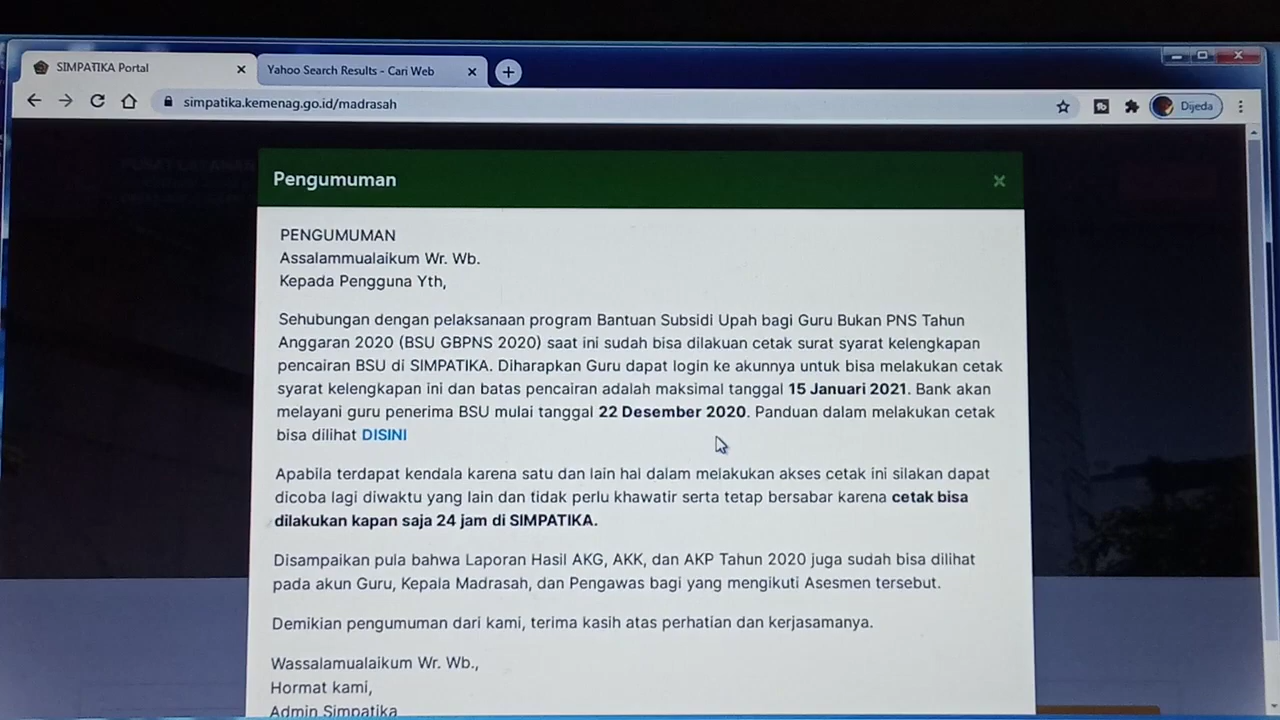 SIMPATIKA Portal
Yahoo Search Results - Cari Web
simpatika.kemenag.go.id/madrasah
Dijeda
Pengumuman
PENGUMUMAN
Assalammualaikum Wr. Wb.
Kepada Pengguna Yth,
Sehubungan dengan pelaksanaan program Bantuan Subsidi Upah bagi Guru Bukan PNS Tahun
Anggaran 2020 (BSU GBPNS 2020) saat ini sudah bisa dilakuan cetak surat syarat kelengkapan
pencairan BSU di SIMPATIKA. Diharapkan Guru dapat login ke akunnya untuk bisa melakukan cetak
syarat kelengkapan ini dan batas pencairan adalah maksimal tanggal 15 Januari 2021. Bank akan
melayani guru penerima BSU mulai tanggal 22 Desember 2020. Panduan dalam melakukan cetak
bisa dilihat DISINI
Apabila terdapat kendala karena satu dan lain hal dalam melakukan akses cetak ini silakan dapat
dicoba lagi diwaktu yang lain dan tidak perlu khawatir serta tetap bersabar karena cetak bisa
dilakukan kapan saja 24 jam di SIMPATIKA.
Disampaikan pula bahwa Laporan Hasil AKG, AKK, dan AKP Tahun 2020 juga sudah bisa dilihat
pada akun Guru, Kepala Madrasah, dan Pengawas bagi yang mengikuti Asesmen tersebut.
Demikian pengumuman dari kami, terima kasih atas perhatian dan kerjasamanya.
Wassalamualaikum Wr. Wb.,
Hormat kami,
Admin Simpatika